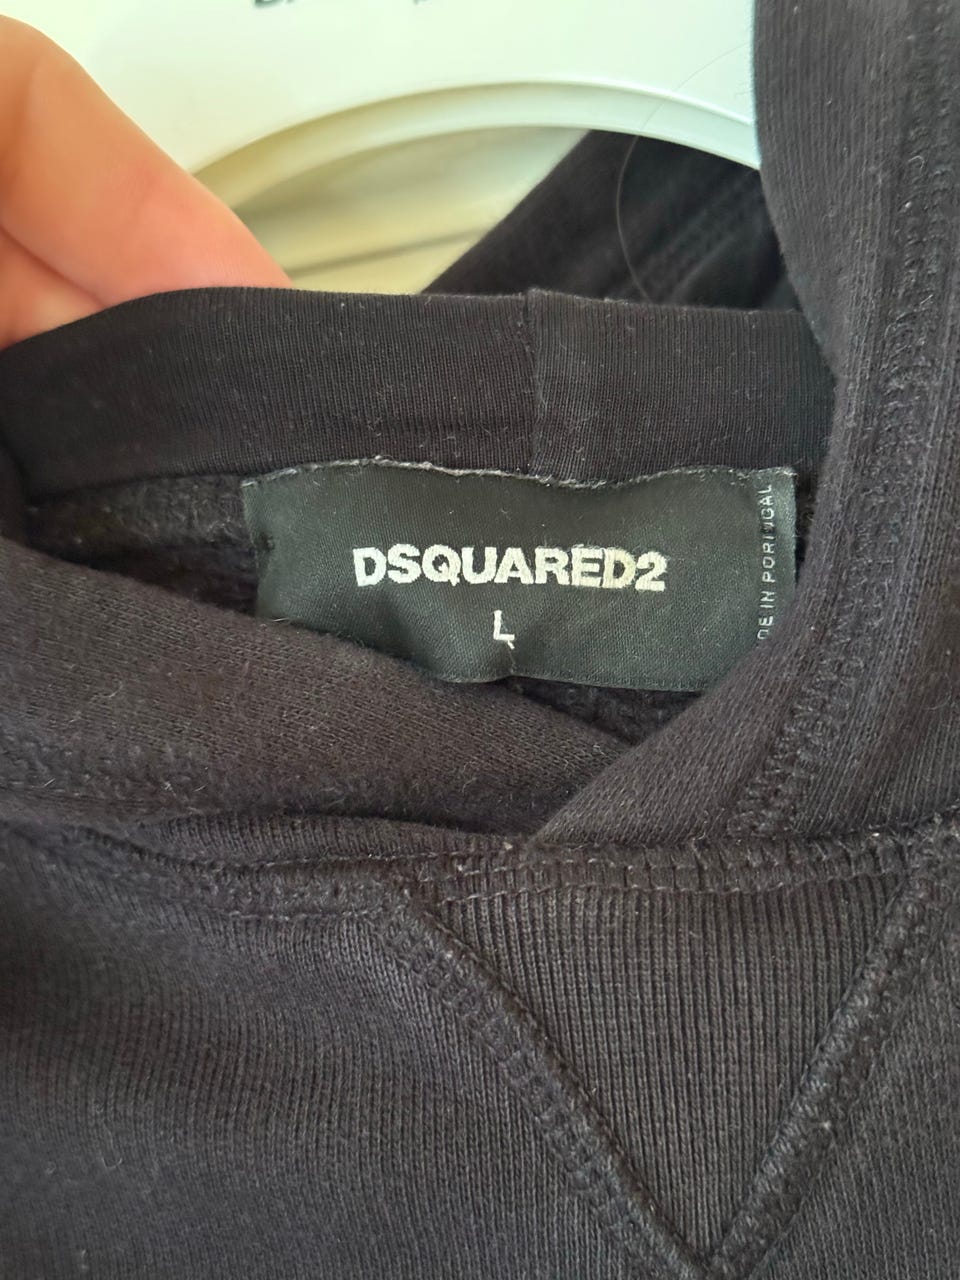 DSQUARED2
L
DE IN PORTUGAL